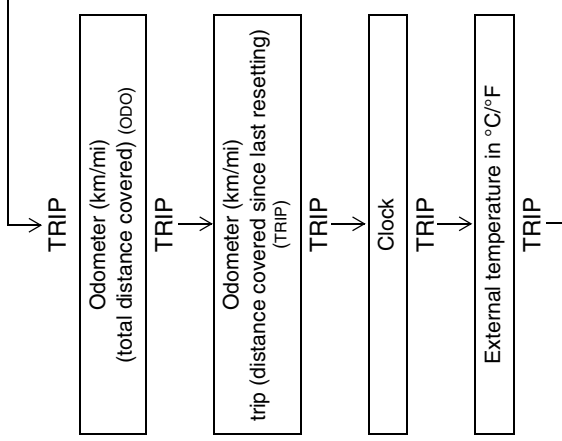 TRIP
Odometer (km/mi)
(total distance covered) (ODO)
TRIP
Odometer (km/mi)
trip (distance covered since last resetting)
(TRIP)
TRIP
Clock
TRIP
External temperature in °C/°F
TRIP